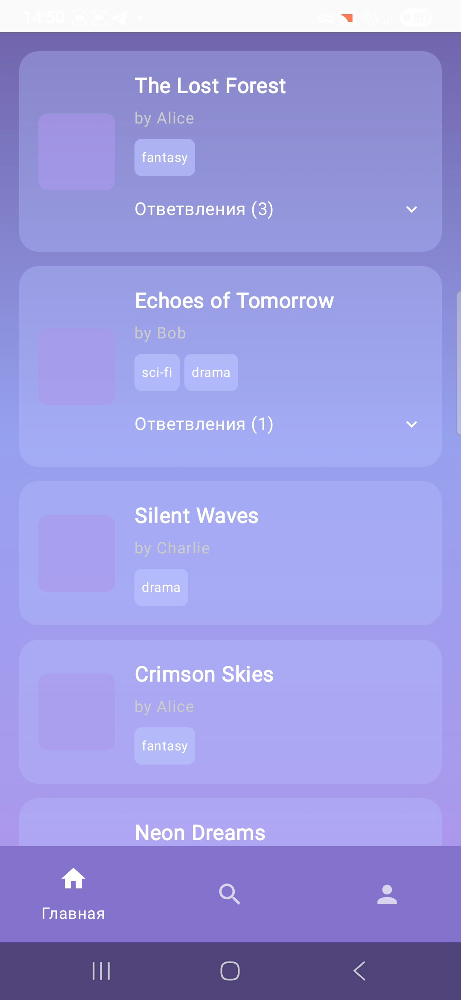 14:50
80
The Lost Forest
by Alice
fantasy
Ответвления (3)
Echoes of Tomorrow
by Bob
sci-fi drama
Ответвления (1)
Silent Waves
by Charlie
drama
Crimson Skies
by Alice
fantasy
Neon Dreams
Главная